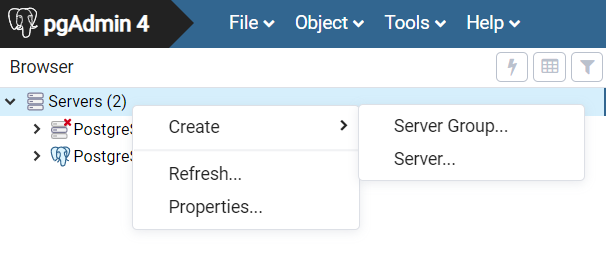 pgAdmin 4 File Object Tools Help
Browser
Servers (2)
Create Server Group...
PostgreS
Server...
PostgreS
Refresh...
Properties...